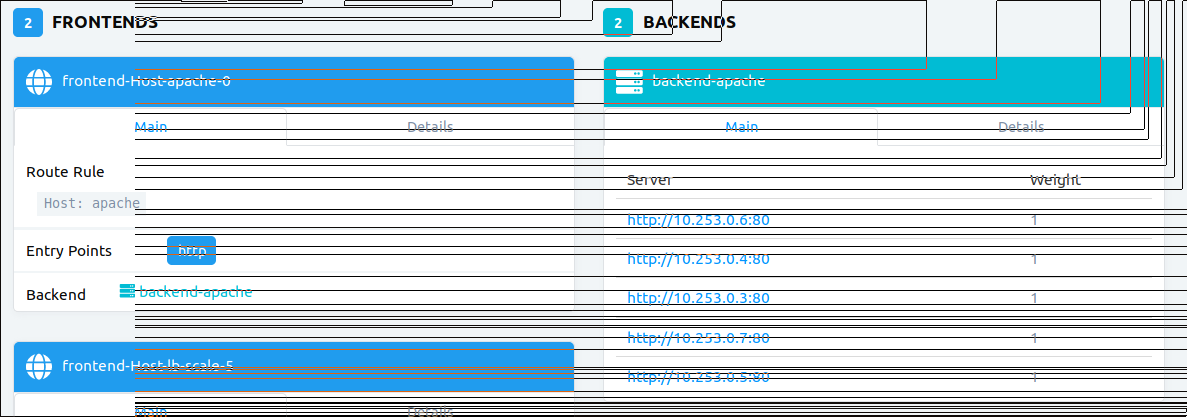 2 FRONTENDS
frontend-Host-apache-0
Main Details
Route Rule
Host: apache
Entry Points http
Backend backend-apache
frontend-Host-lb-scale-5
Main Details
2 BACKENDS
backend-apache
Main Details
Server Weight
http://10.253.0.6:80 1
http://10.253.0.4:80 1
http://10.253.0.3:80 1
http://10.253.0.7:80 1
http://10.253.0.5:80 1